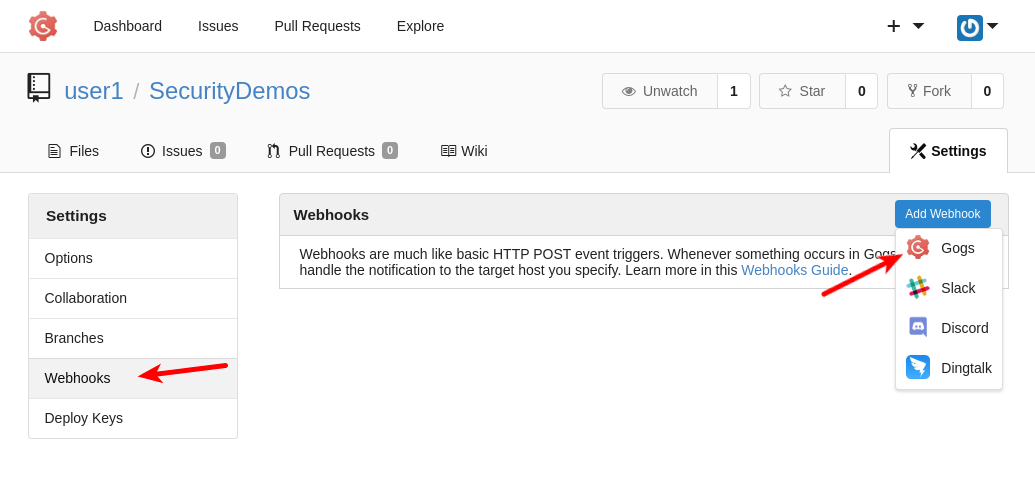 Dashboard Issues Pull Requests Explore
user1 / SecurityDemos
Unwatch 1 Star 0 Fork 0
Files Issues 0 Pull Requests 0 Wiki Settings
Settings
Options
Collaboration
Branches
Webhooks
Deploy Keys
Webhooks
Add Webhook
Webhooks are much like basic HTTP POST event triggers. Whenever something occurs in Gogs
handle the notification to the target host you specify. Learn more in this Webhooks Guide.
Gogs
Slack
Discord
Dingtalk